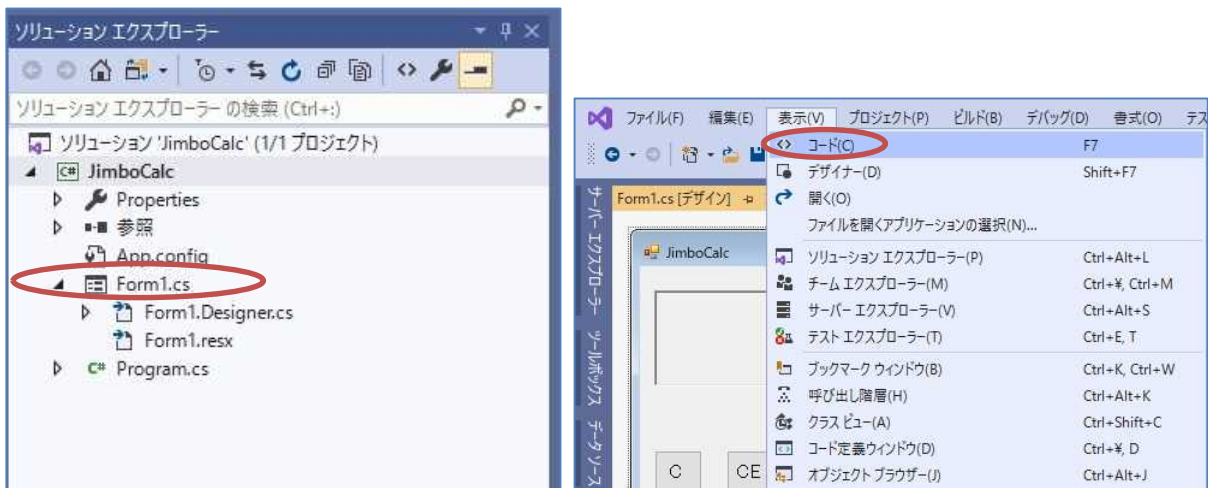 ソリューション エクスプローラー
ソリューション エクスプローラー の検索 (Ctrl+:)
ソリューション 'JimboCalc' (1/1 プロジェクト)
C# JimboCalc
Properties
参照
App.config
Form1.cs
Form1.Designer.cs
Form1.resx
C# Program.cs
ファイル(F) 編集(E) 表示(V) プロジェクト(P) ビルド(B) デバッグ(D) 書式(O) テス
コード(C) F7
デザイナー(D) Shift+F7
開く(O)
ファイルを開くアプリケーションの選択(N)...
ソリューション エクスプローラー(P) Ctrl+Alt+L
チーム エクスプローラー(M) Ctrl+¥, Ctrl+M
サーバー エクスプローラー(V) Ctrl+Alt+S
テスト エクスプローラー(T) Ctrl+E, T
ブックマーク ウィンドウ(B) Ctrl+K, Ctrl+W
呼び出し階層(H) Ctrl+Alt+K
クラス ビュー(A) Ctrl+Shift+C
コード定義ウィンドウ(D) Ctrl+¥, D
オブジェクト ブラウザー(J) Ctrl+Alt+J
サーバー エクスプローラー
ツールボックス
データ ソース
Form1.cs [デザイン]
JimboCalc
C CE